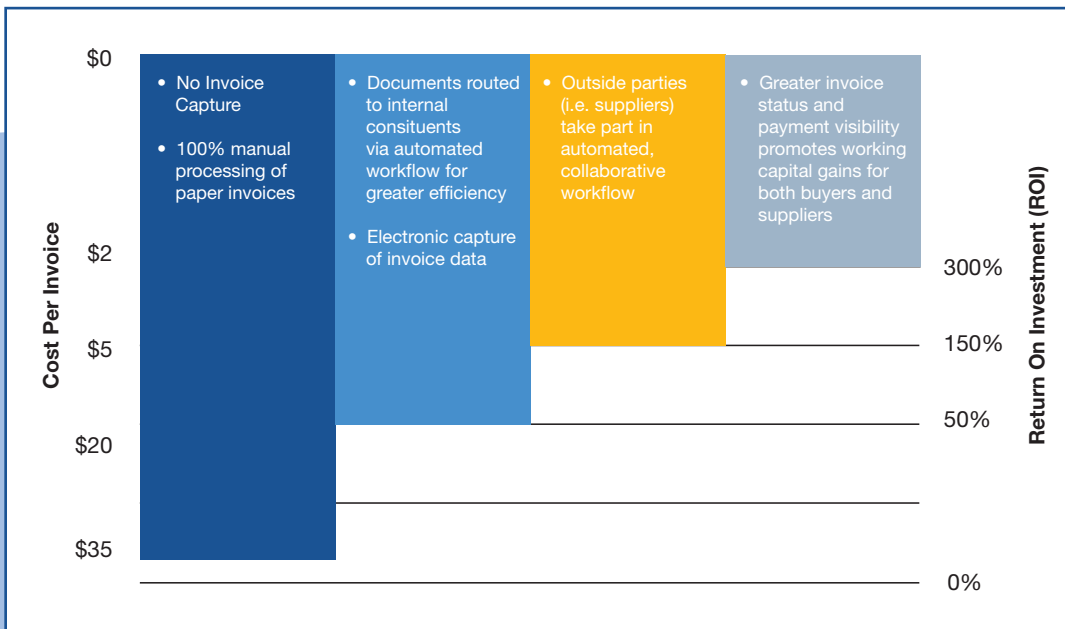 Cost Per Invoice
$0
$2
$5
$20
$35
• No Invoice
Capture
• 100% manual
processing of
paper invoices
• Documents routed
to internal
consituents
via automated
workflow for
greater efficiency
• Electronic capture
of invoice data
• Outside parties
(i.e. suppliers)
take part in
automated,
collaborative
workflow
• Greater invoice
status and
payment visibility
promotes working
capital gains for
both buyers and
suppliers
300%
150%
50%
0%
Return On Investment (ROI)